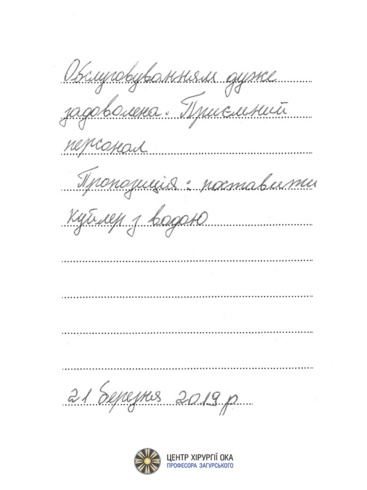 Обслуговуванням дуже
задоволена. Приємний
персонал
Пропозиція: поставити
кулер з водою
21 березня 2019 р
ЦЕНТР ХІРУРГІЇ ОКА
ПРОФЕСОРА ЗАГУРСЬКОГО